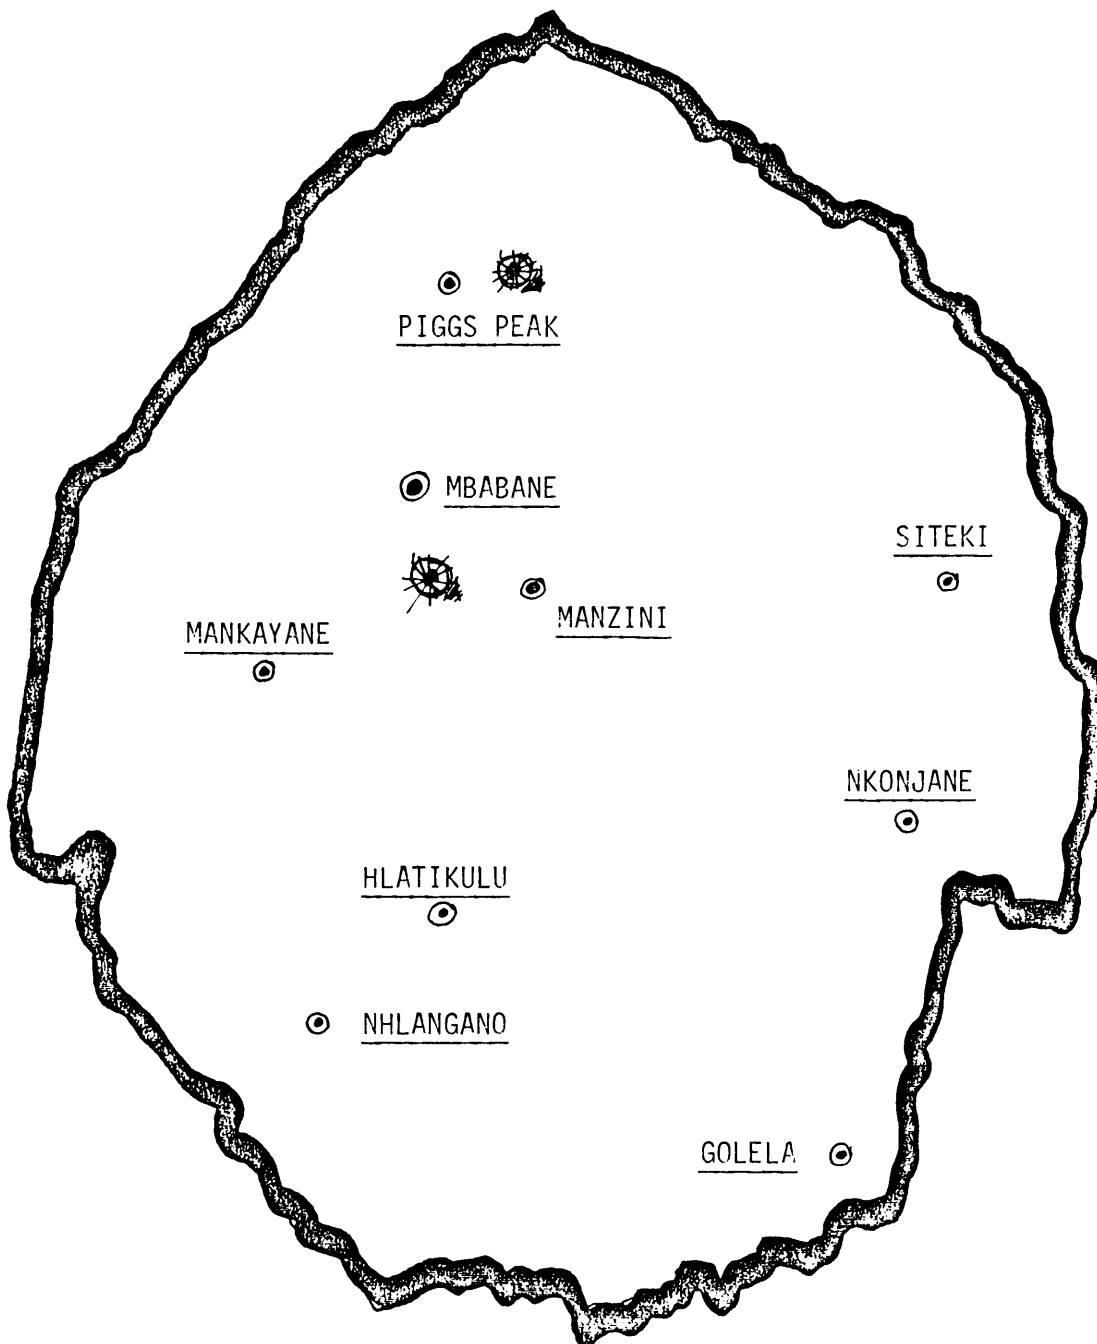 PIGGS PEAK
MBABANE
SITEKI
MANZINI
MANKAYANE
NKONJANE
HLATIKULU
NHLANGANO
GOLELA